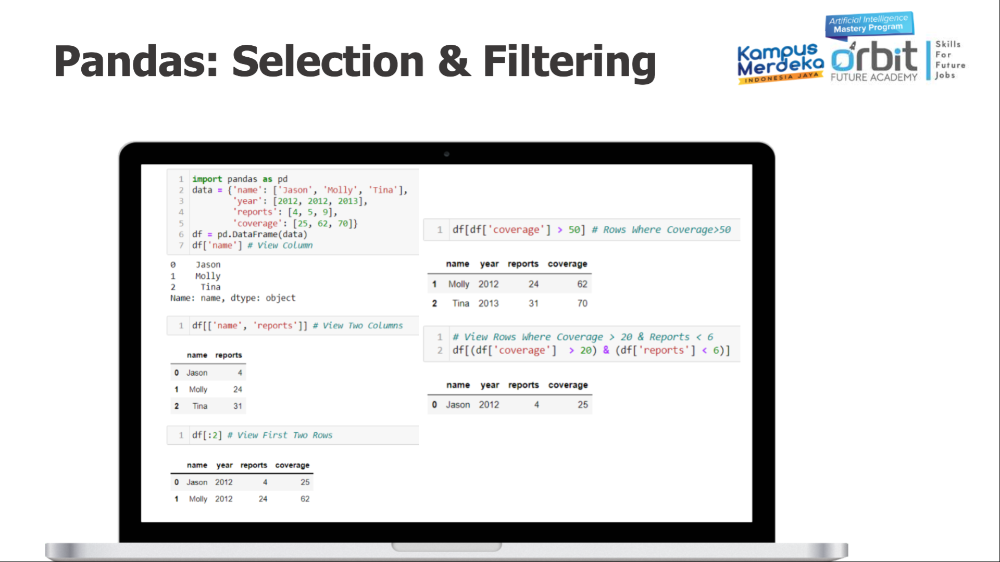 Pandas: Selection & Filtering
Artificial Intelligence
Mastery Program
Kampus
Merdeka
INDONESIA JAYA
orbit
FUTURE ACADEMY
Skills
For
Future
Jobs
1 import pandas as pd
2 data = {'name': ['Jason', 'Molly', 'Tina'],
3 'year': [2012, 2012, 2013],
4 'reports': [4, 5, 9],
5 'coverage': [25, 62, 70]}
6 df = pd.DataFrame(data)
7 df['name'] # View Column
0 Jason
1 Molly
2 Tina
Name: name, dtype: object
1 df[['name', 'reports']] # View Two Columns
name reports
0 Jason 4
1 Molly 24
2 Tina 31
1 df[:2] # View First Two Rows
name year reports coverage
0 Jason 2012 4 25
1 Molly 2012 24 62
1 df[df['coverage'] > 50] # Rows Where Coverage>50
name year reports coverage
1 Molly 2012 24 62
2 Tina 2013 31 70
1 # View Rows Where Coverage > 20 & Reports < 6
2 df[(df['coverage'] > 20) & (df['reports'] < 6)]
name year reports coverage
0 Jason 2012 4 25